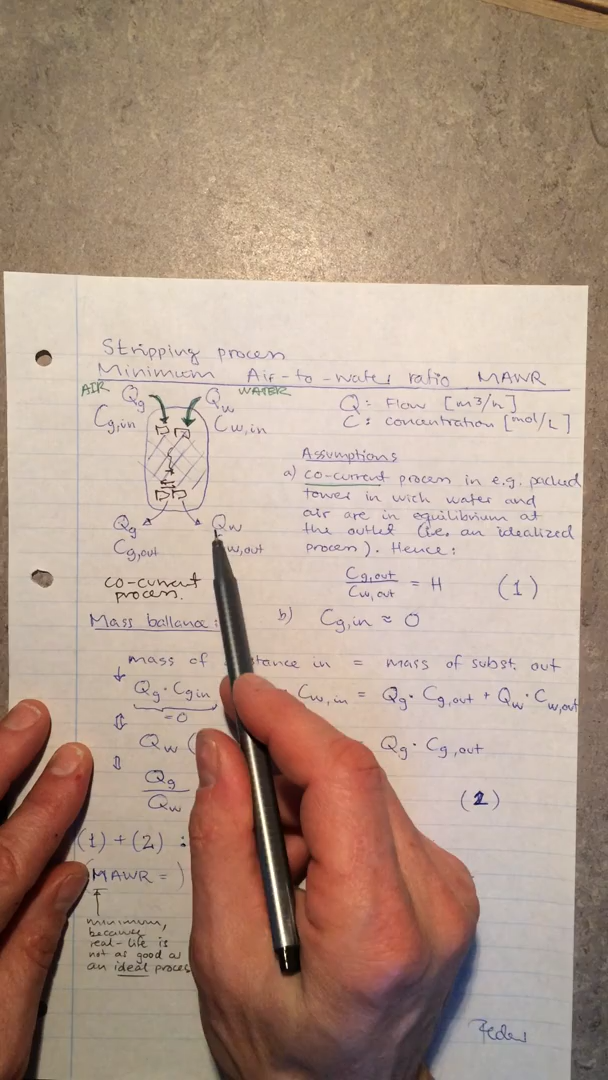 Stripping process
Minimum Air-to-water ratio MAWR
AIR Qg Qw WATER
Cg,in Cw,in
Q: Flow [m3/h]
C: concentration [mol/L]
Assumptions
a) co-current process in e.g. packed
tower in wich water and
air are in equilibrium at
the outlet (i.e. an idealized
process). Hence:
Qg Qw
Cg,out w,out
co-current
process.
Cg,out / Cw,out = H (1)
b) Cg,in ≈ 0
Mass ballance:
mass of stance in = mass of subst. out
Qg · Cgin Cw,in = Qg · Cg,out + Qw · Cw,out
= 0
Qw ( Qg · Cg,out
Qg / Qw (2)
(1) + (2) :
(MAWR = )
minimum,
because
real-life is
not as good as
an ideal proces